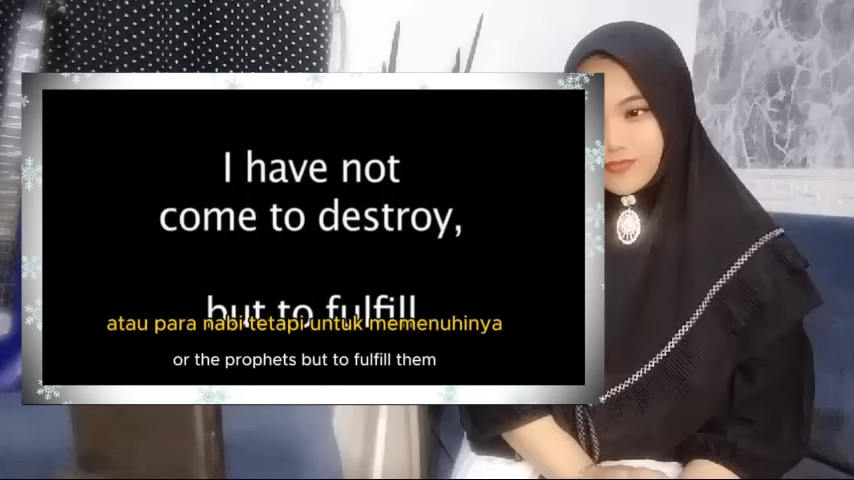 I have not
come to destroy,
but to fulfill
atau para nabi tetapi untuk memenuhinya
or the prophets but to fulfill them